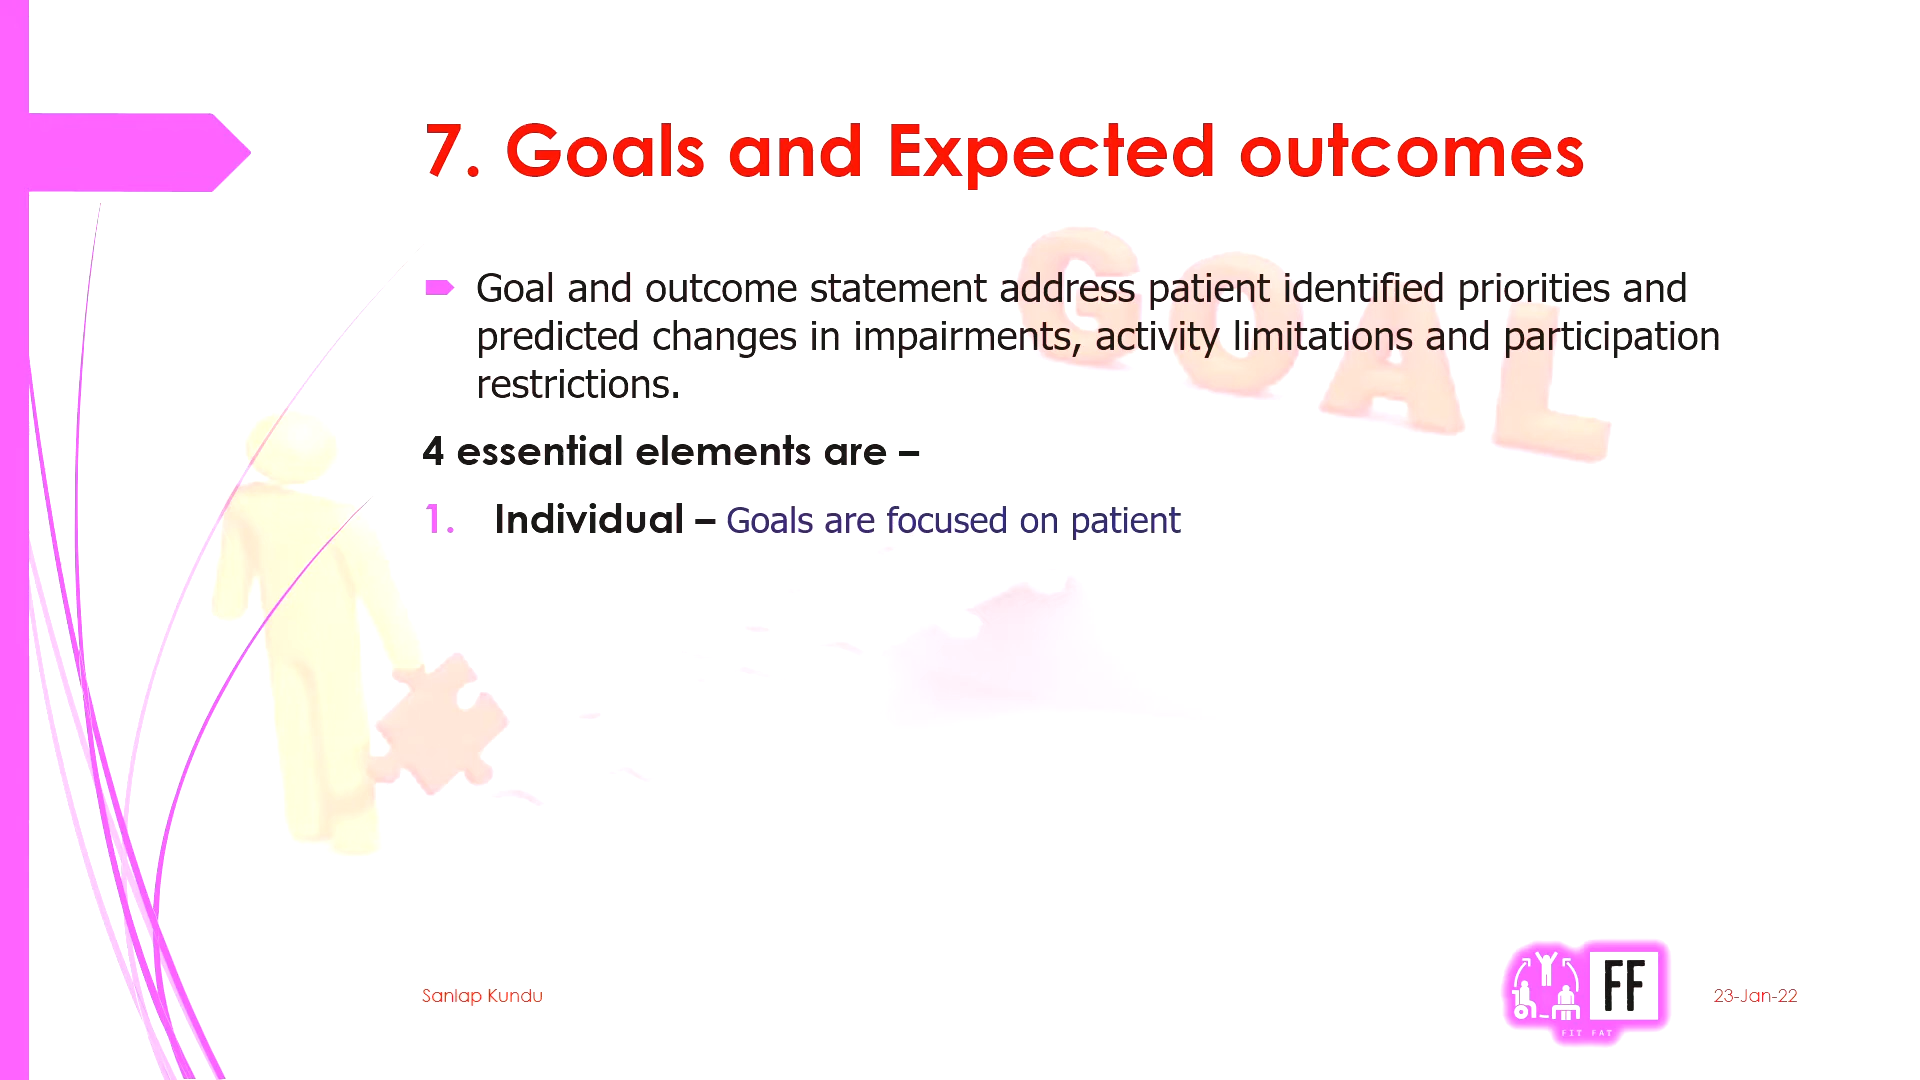 7. Goals and Expected outcomes
GOAL
Goal and outcome statement address patient identified priorities and
predicted changes in impairments, activity limitations and participation
restrictions.
4 essential elements are –
1. Individual – Goals are focused on patient
Sanlap Kundu
FF
FIT FAT
23-Jan-22